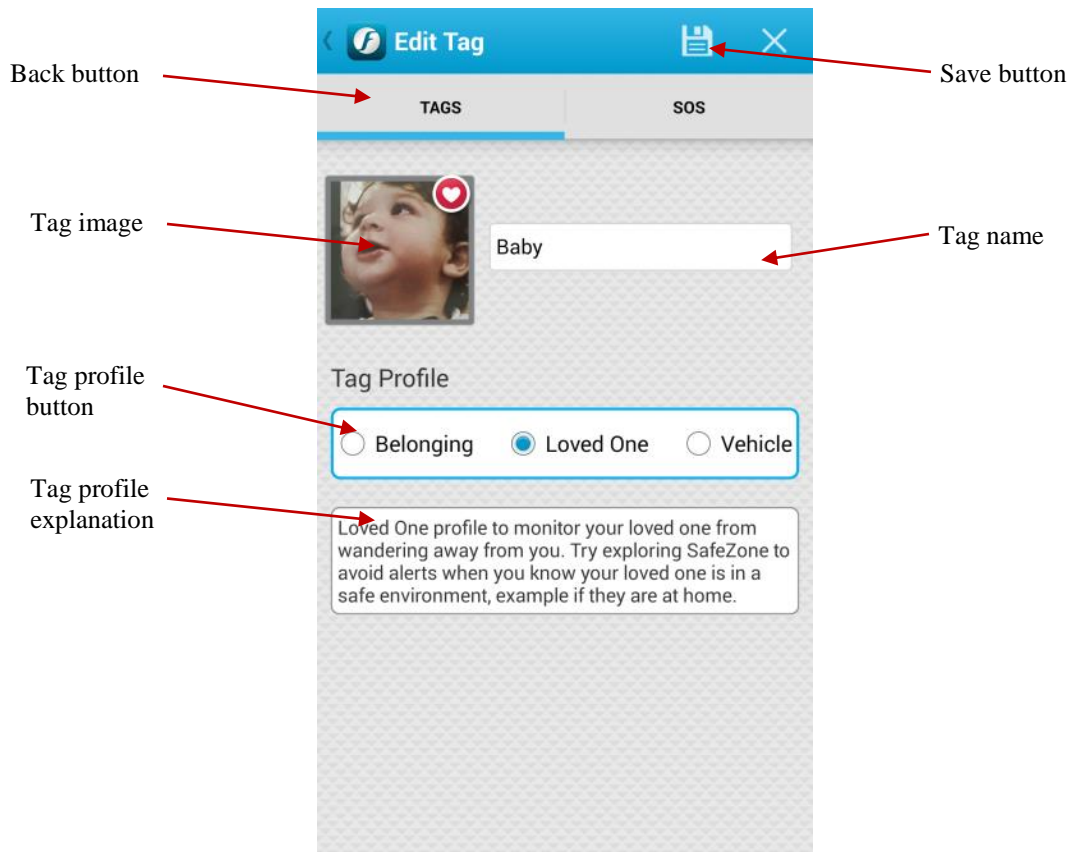 Edit Tag
Back button
Save button
TAGS
SOS
Tag image
Baby
Tag name
Tag Profile
Tag profile
button
Belonging
Loved One
Vehicle
Tag profile
explanation
Loved One profile to monitor your loved one from
wandering away from you. Try exploring SafeZone to
avoid alerts when you know your loved one is in a
safe environment, example if they are at home.